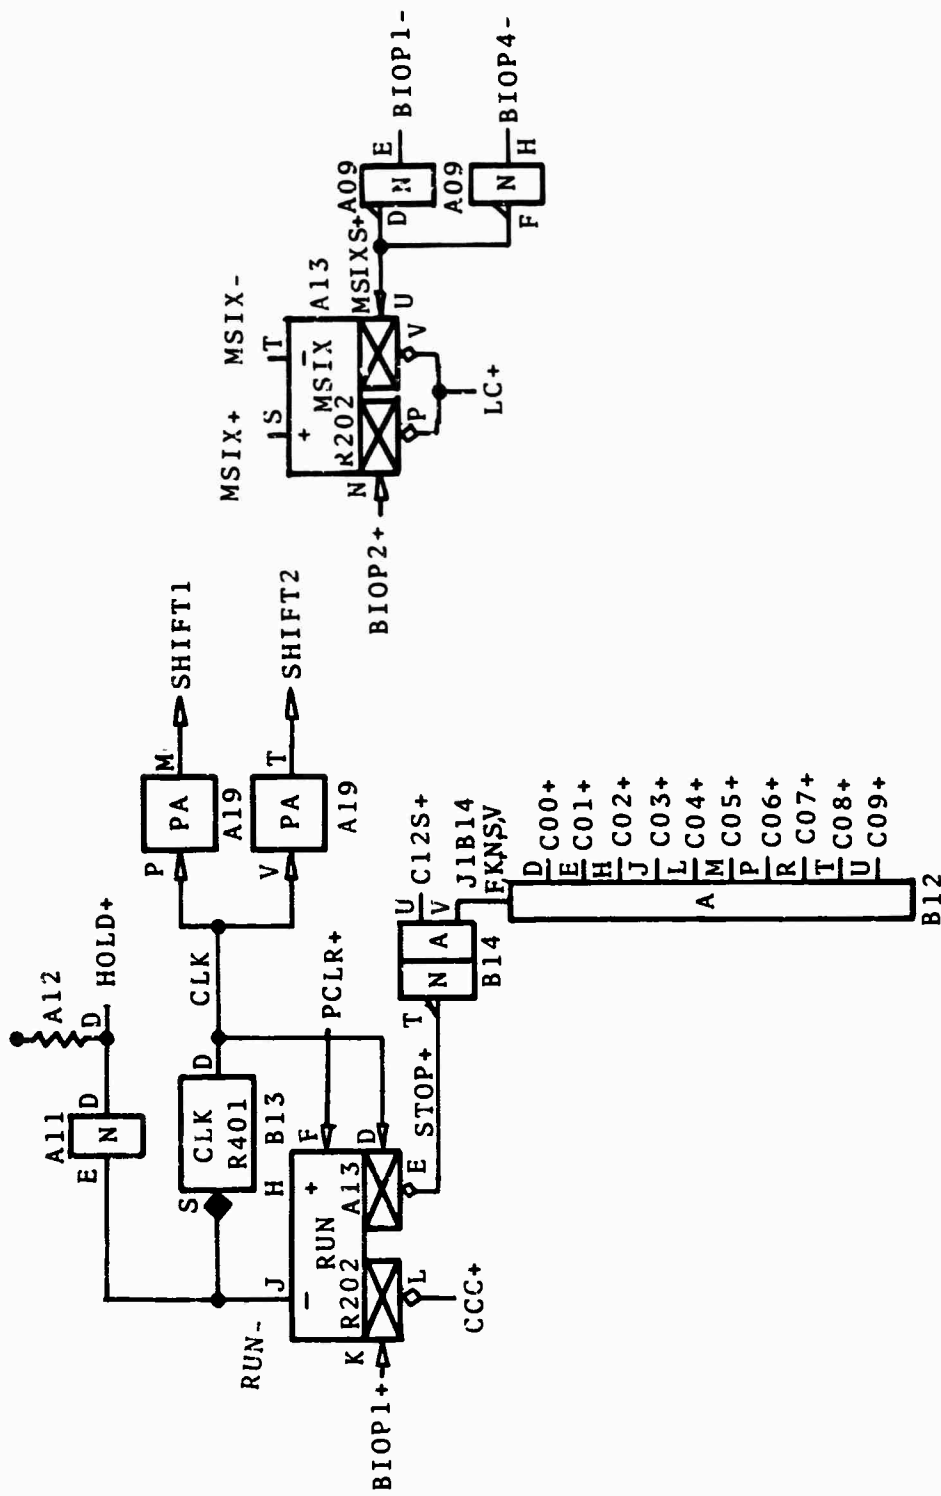 A12
D HOLD+
A11
E N D
CLK
R401
S
D
B13
CLK
P PA M
A19
SHIFT1
V PA T
A19
SHIFT2
RUN-
J
H
F
PCLR+
- RUN +
R202 A13
K
D
BIOP1+
L
E
CCC+
STOP+
T N A U C12S+
V J1B14
B14
FKN,S,V
A
D C00+
E C01+
H C02+
J C03+
L C04+
M C05+
P C06+
R C07+
T C08+
U C09+
B12
MSIX+ MSIX-
S T
+ -
MSIX
R202
A13
N
BIOP2+
P
V
U
LC+
MSIXS+
A09
D N E BIOP1-
A09
F N H BIOP4-